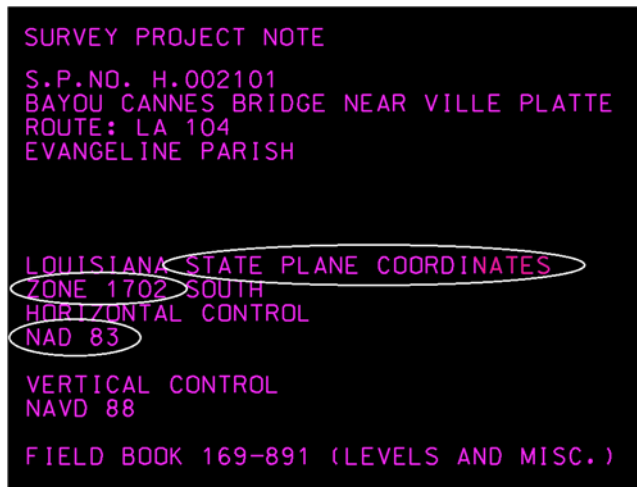 SURVEY PROJECT NOTE
S.P.NO. H.002101
BAYOU CANNES BRIDGE NEAR VILLE PLATTE
ROUTE: LA 104
EVANGELINE PARISH
LOUISIANA STATE PLANE COORDINATES
ZONE 1702 SOUTH
HORIZONTAL CONTROL
NAD 83
VERTICAL CONTROL
NAVD 88
FIELD BOOK 169-891 (LEVELS AND MISC.)